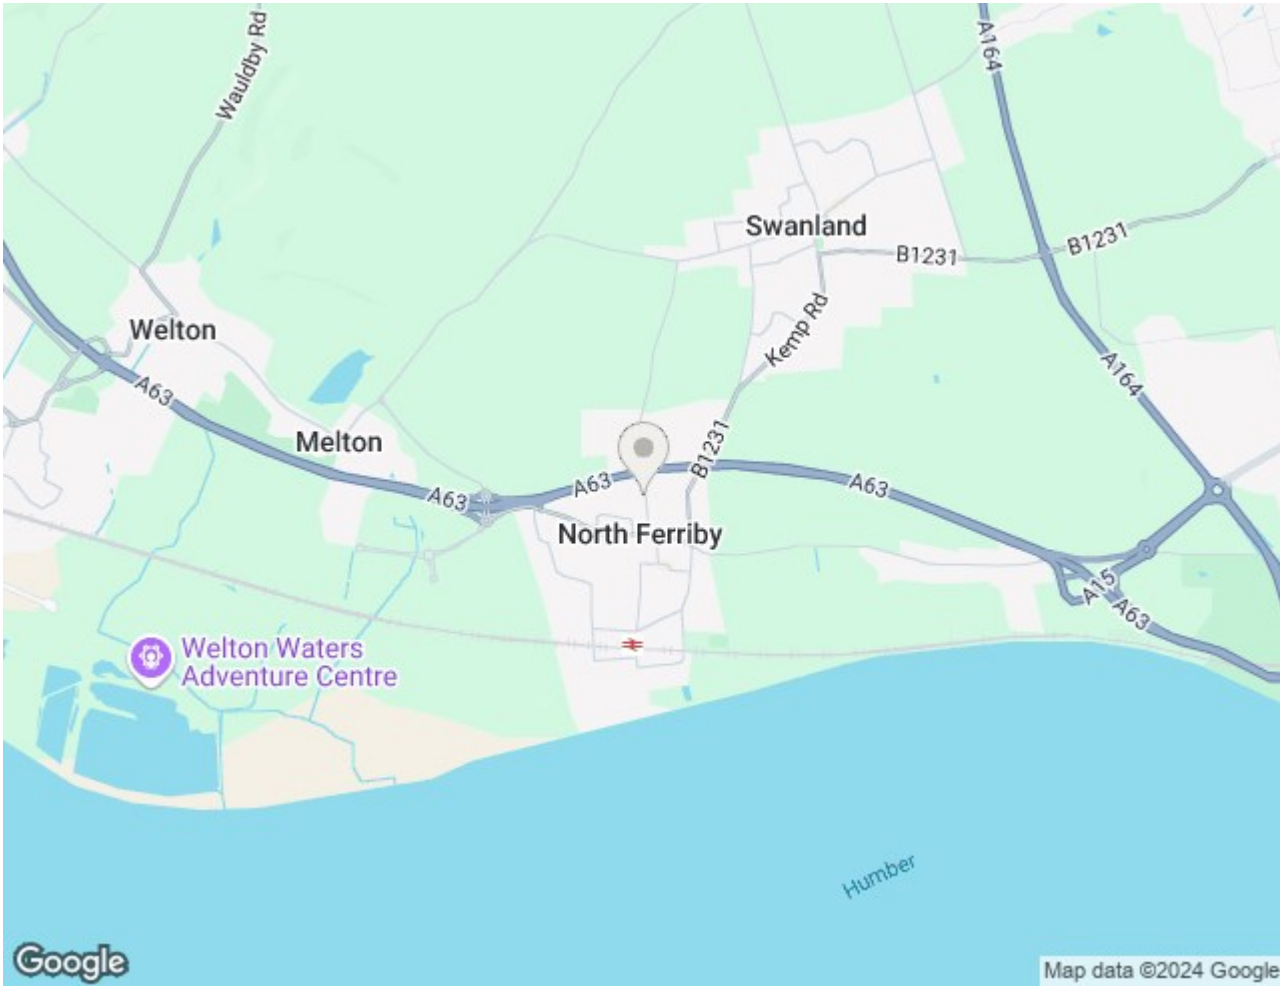 Wauldby Rd
A164
Swanland
B1231
B1231
Kemp Rd
Welton
A63
A164
Melton
B1231
A63
A63
A63
North Ferriby
A15
A63
Welton Waters
Adventure Centre
Humber
Google
Map data ©2024 Google